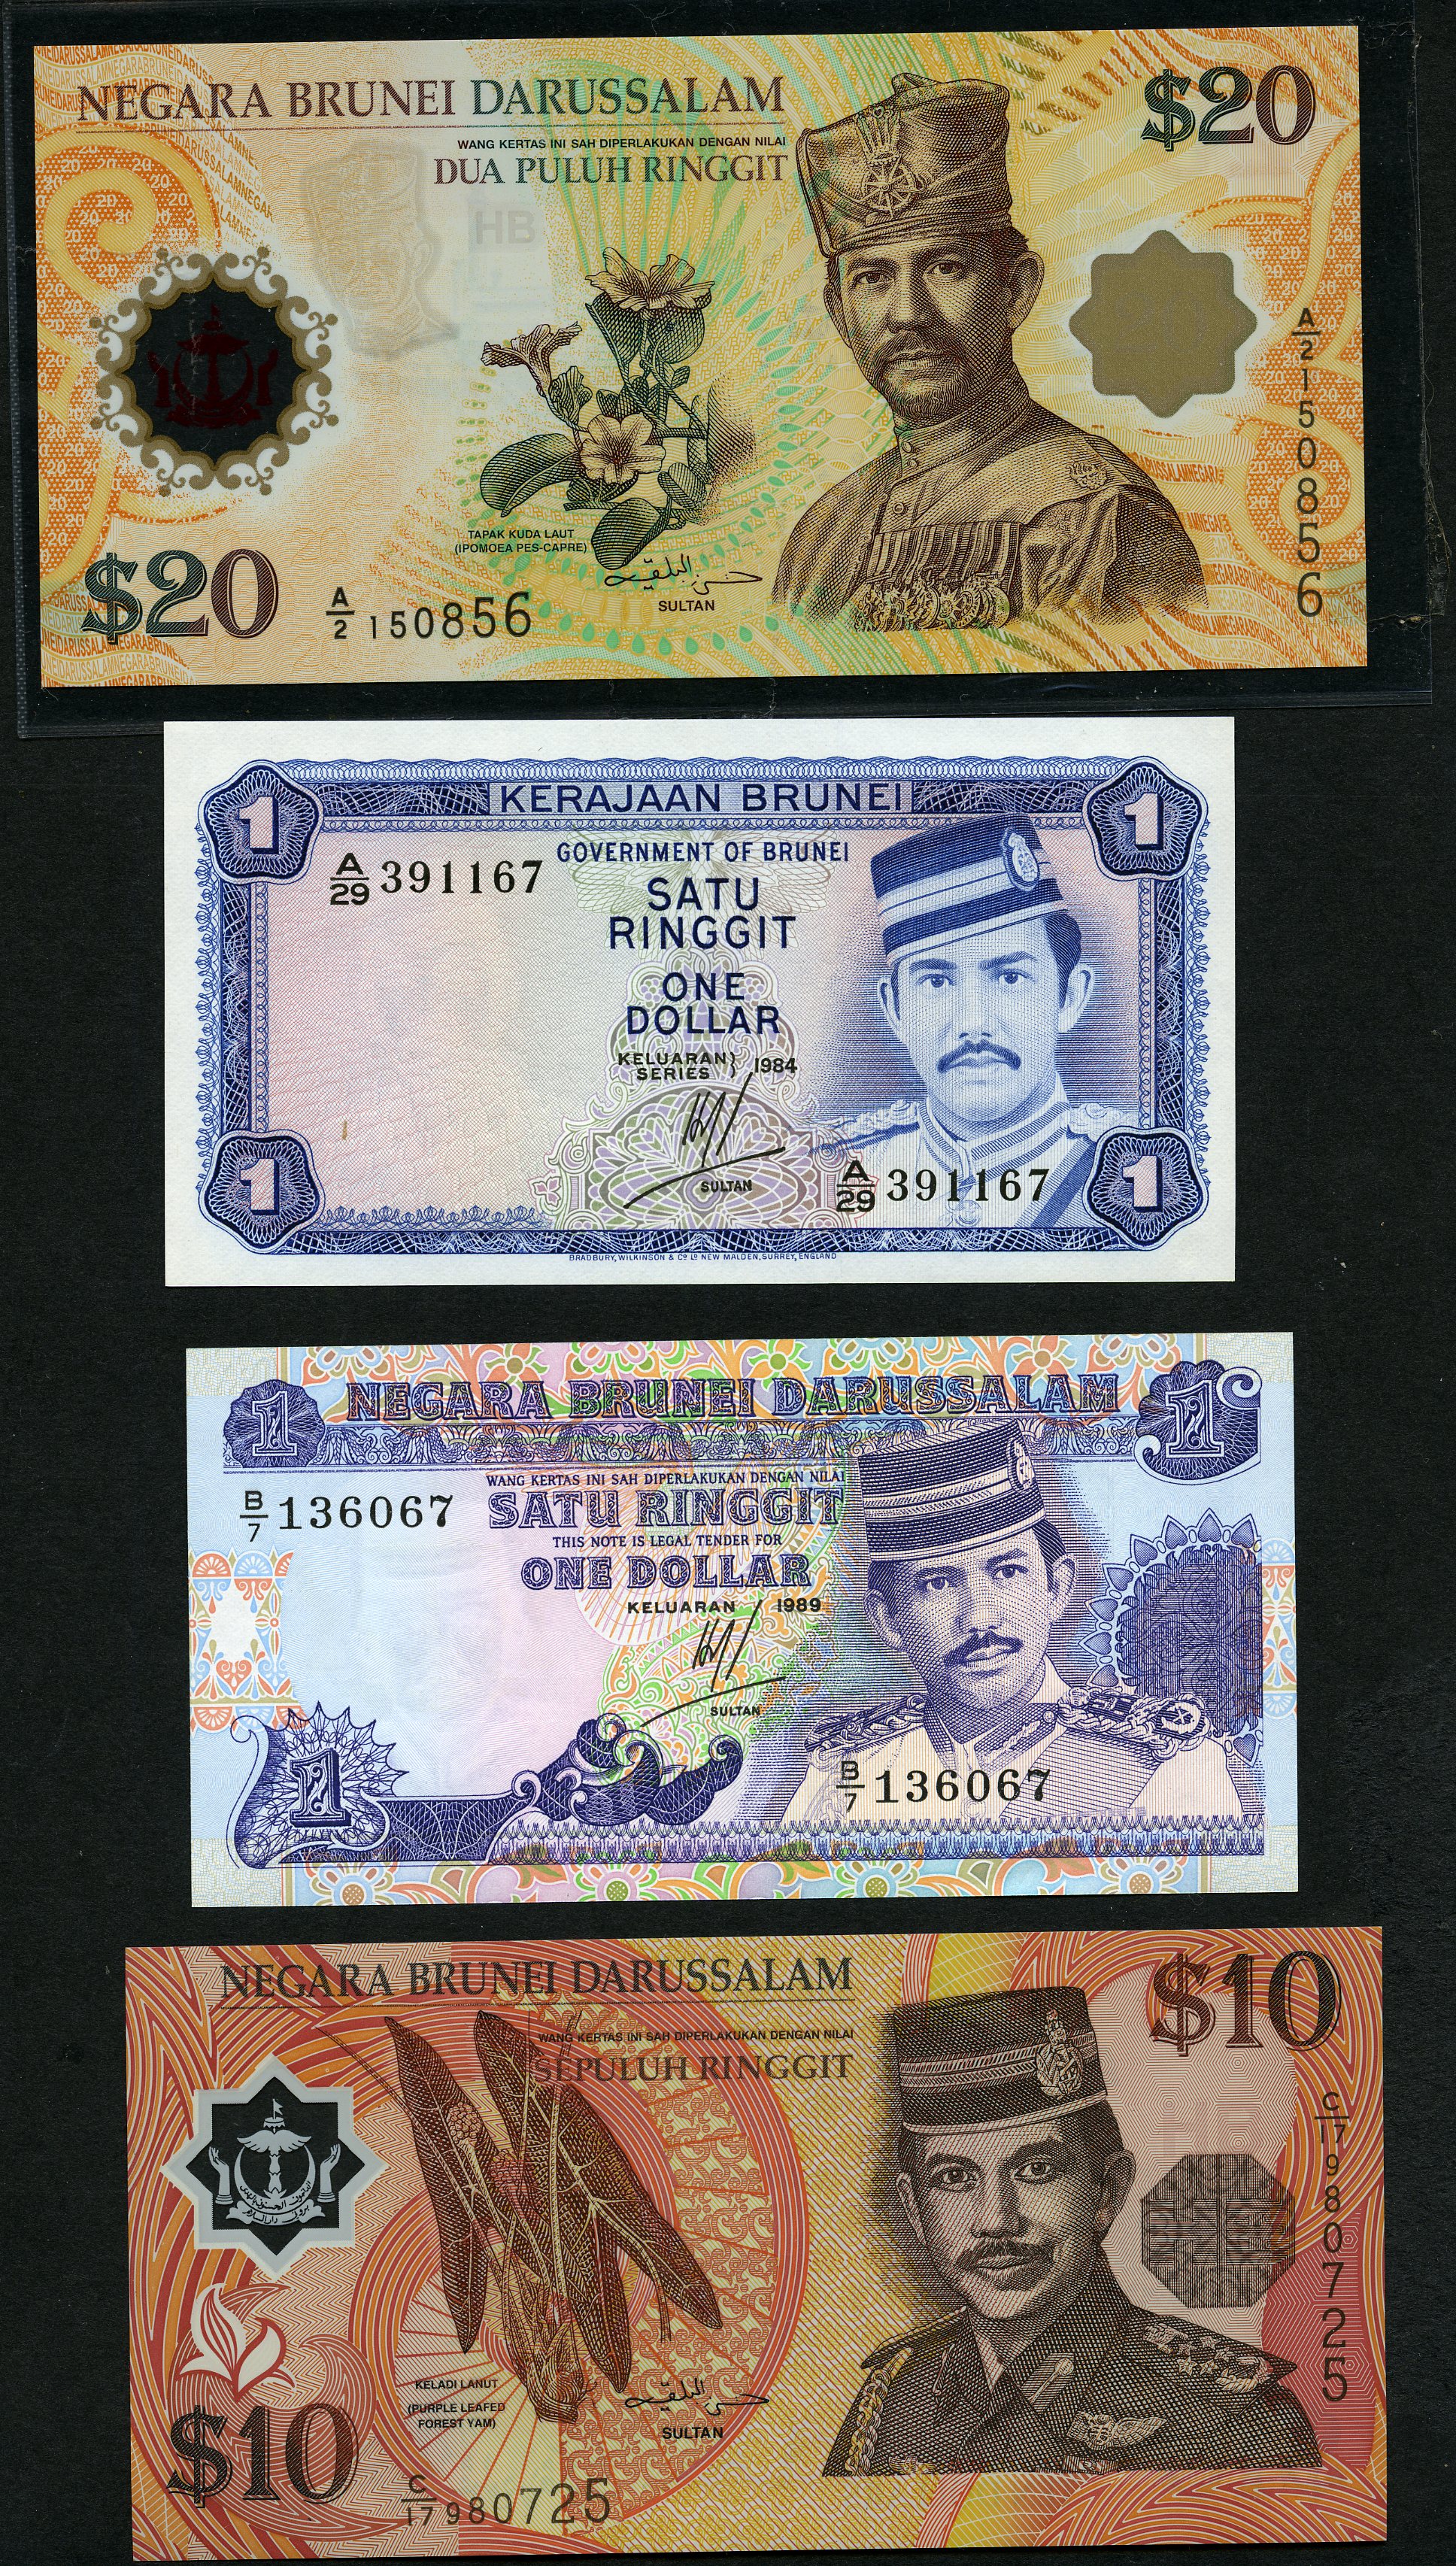 NEGARA BRUNEI DARUSSALAM
$20
WANG KERTAS INI SAH DIPERLAKUKAN DENGAN NILAI
DUA PULUH RINGGIT
HB
TAPAK KUDA LAUT
(IPOMOEA PES-CAPRE)
SULTAN
$20
A/2 150856
A/2 150856
1
KERAJAAN BRUNEI
1
GOVERNMENT OF BRUNEI
A/29 391167
SATU
RINGGIT
ONE
DOLLAR
KELUARAN
SERIES } 1984
SULTAN
A/29 391167
1
1
BRADBURY, WILKINSON & Cº Lº NEW MALDEN, SURREY, ENGLAND
1
NEGARA BRUNEI DARUSSALAM
1
WANG KERTAS INI SAH DIPERLAKUKAN DENGAN NILAI
B/7 136067
SATU RINGGIT
THIS NOTE IS LEGAL TENDER FOR
ONE DOLLAR
KELUARAN 1989
SULTAN
B/7 136067
1
NEGARA BRUNEI DARUSSALAM
$10
WANG KERTAS INI SAH DIPERLAKUKAN DENGAN NILAI
SEPULUH RINGGIT
C/17 980725
KELADI LANUT
(PURPLE LEAFED
FOREST YAM)
SULTAN
$10
C/17 980725